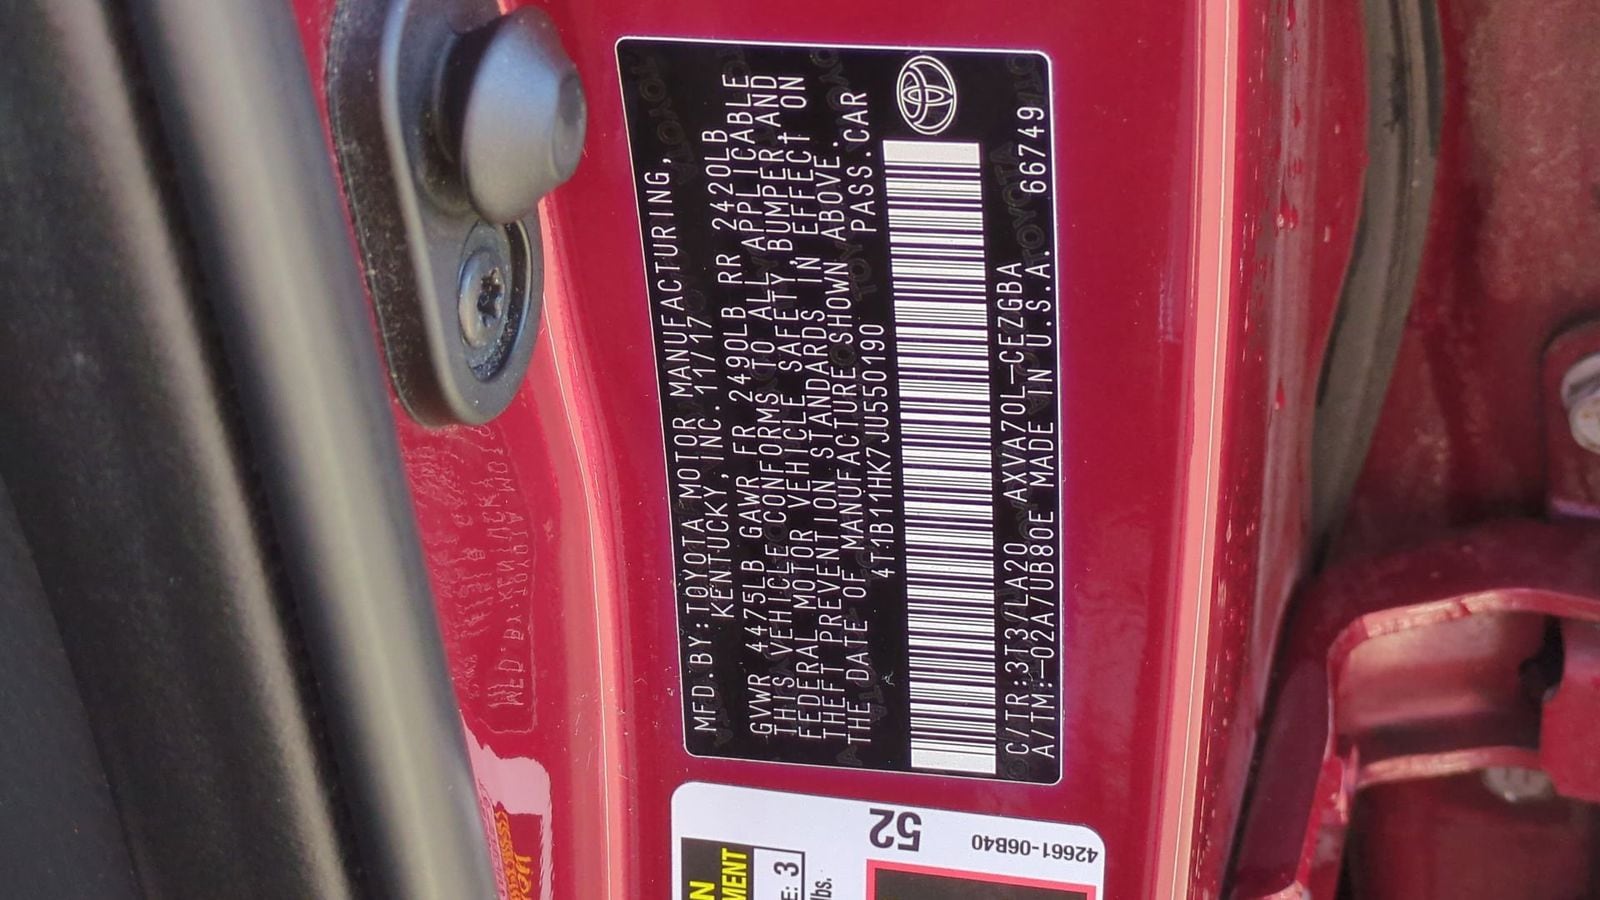 MFD.BY:TOYOTA MOTOR MANUFACTURING,
KENTUCKY, INC. 11/17
GVWR 4475LB GAWR FR 2490LB RR 2420LB
THIS VEHICLE CONFORMS TO ALL APPLICABLE
FEDERAL MOTOR VEHICLE SAFETY, BUMPER, AND
THEFT PREVENTION STANDARDS IN EFFECT ON
THE DATE OF MANUFACTURE SHOWN ABOVE.
4T1B11HK7JU550190 PASS.CAR
C/TR:3T3/LA20 AXVA70L-CEZGBA
A/TM:-02A/UB80E MADE IN U.S.A. 66749
52
42661-06B40
3
lbs.